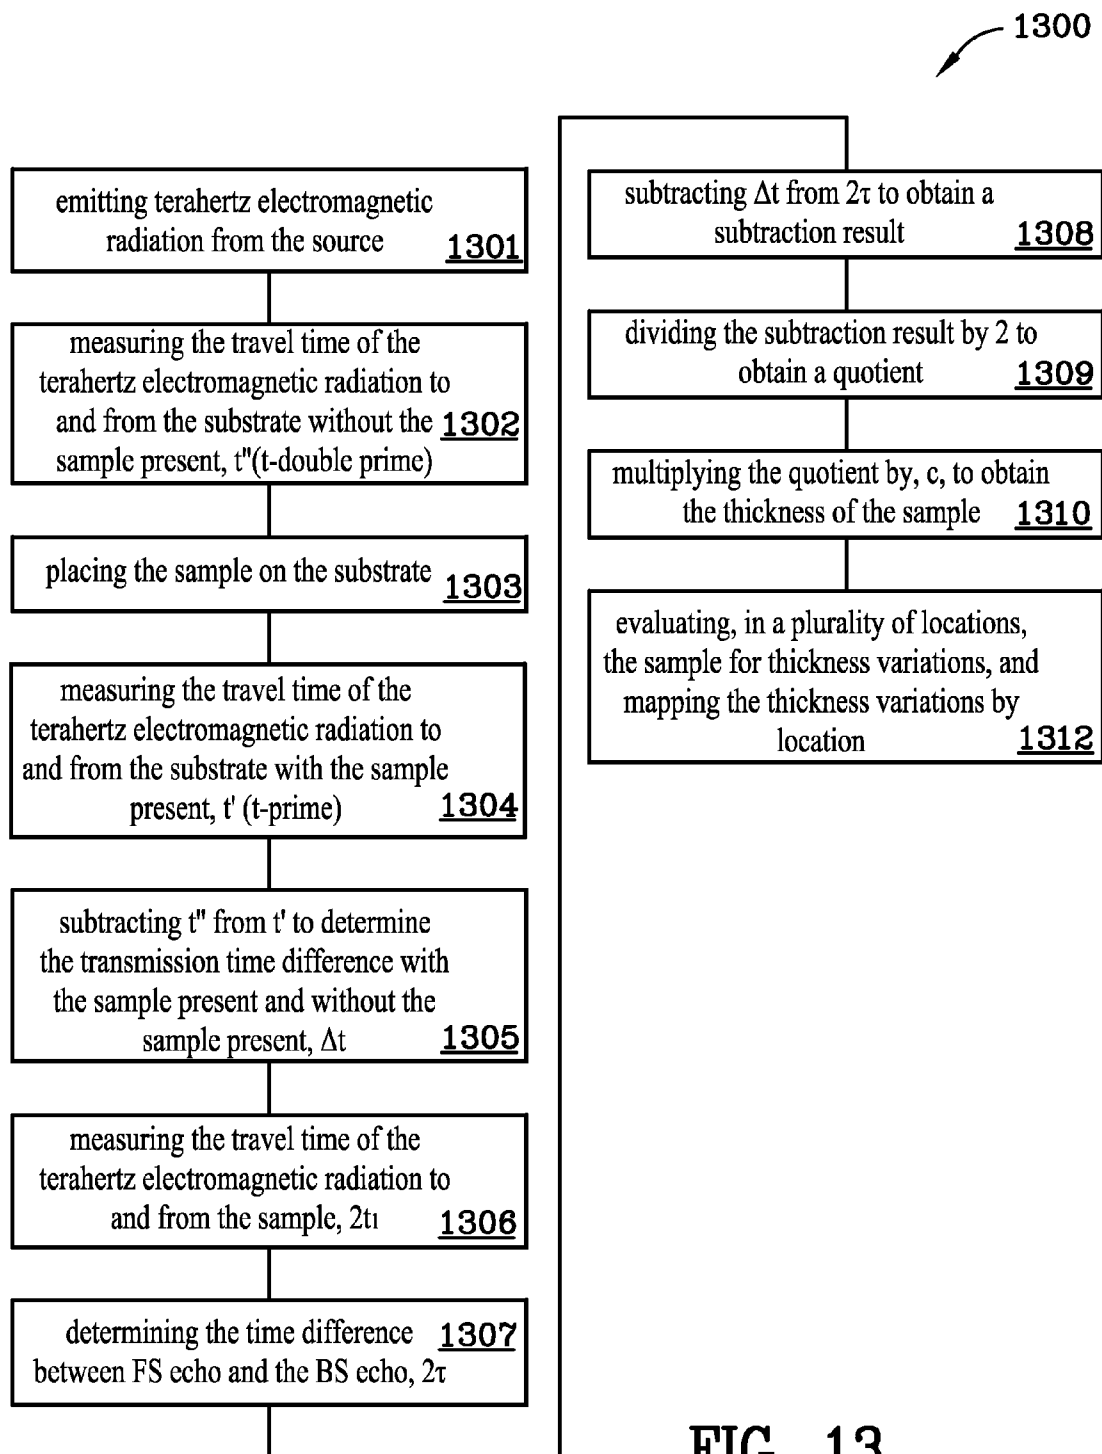 1300
emitting terahertz electromagnetic
radiation from the source 1301
measuring the travel time of the
terahertz electromagnetic radiation to
and from the substrate without the 1302
sample present, t"(t-double prime)
placing the sample on the substrate 1303
measuring the travel time of the
terahertz electromagnetic radiation to
and from the substrate with the sample
present, t' (t-prime) 1304
subtracting t" from t' to determine
the transmission time difference with
the sample present and without the
sample present, Δt 1305
measuring the travel time of the
terahertz electromagnetic radiation to
and from the sample, 2t₁ 1306
determining the time difference 1307
between FS echo and the BS echo, 2τ
subtracting Δt from 2τ to obtain a
subtraction result 1308
dividing the subtraction result by 2 to
obtain a quotient 1309
multiplying the quotient by, c, to obtain
the thickness of the sample 1310
evaluating, in a plurality of locations,
the sample for thickness variations, and
mapping the thickness variations by
location 1312
FIG. 13